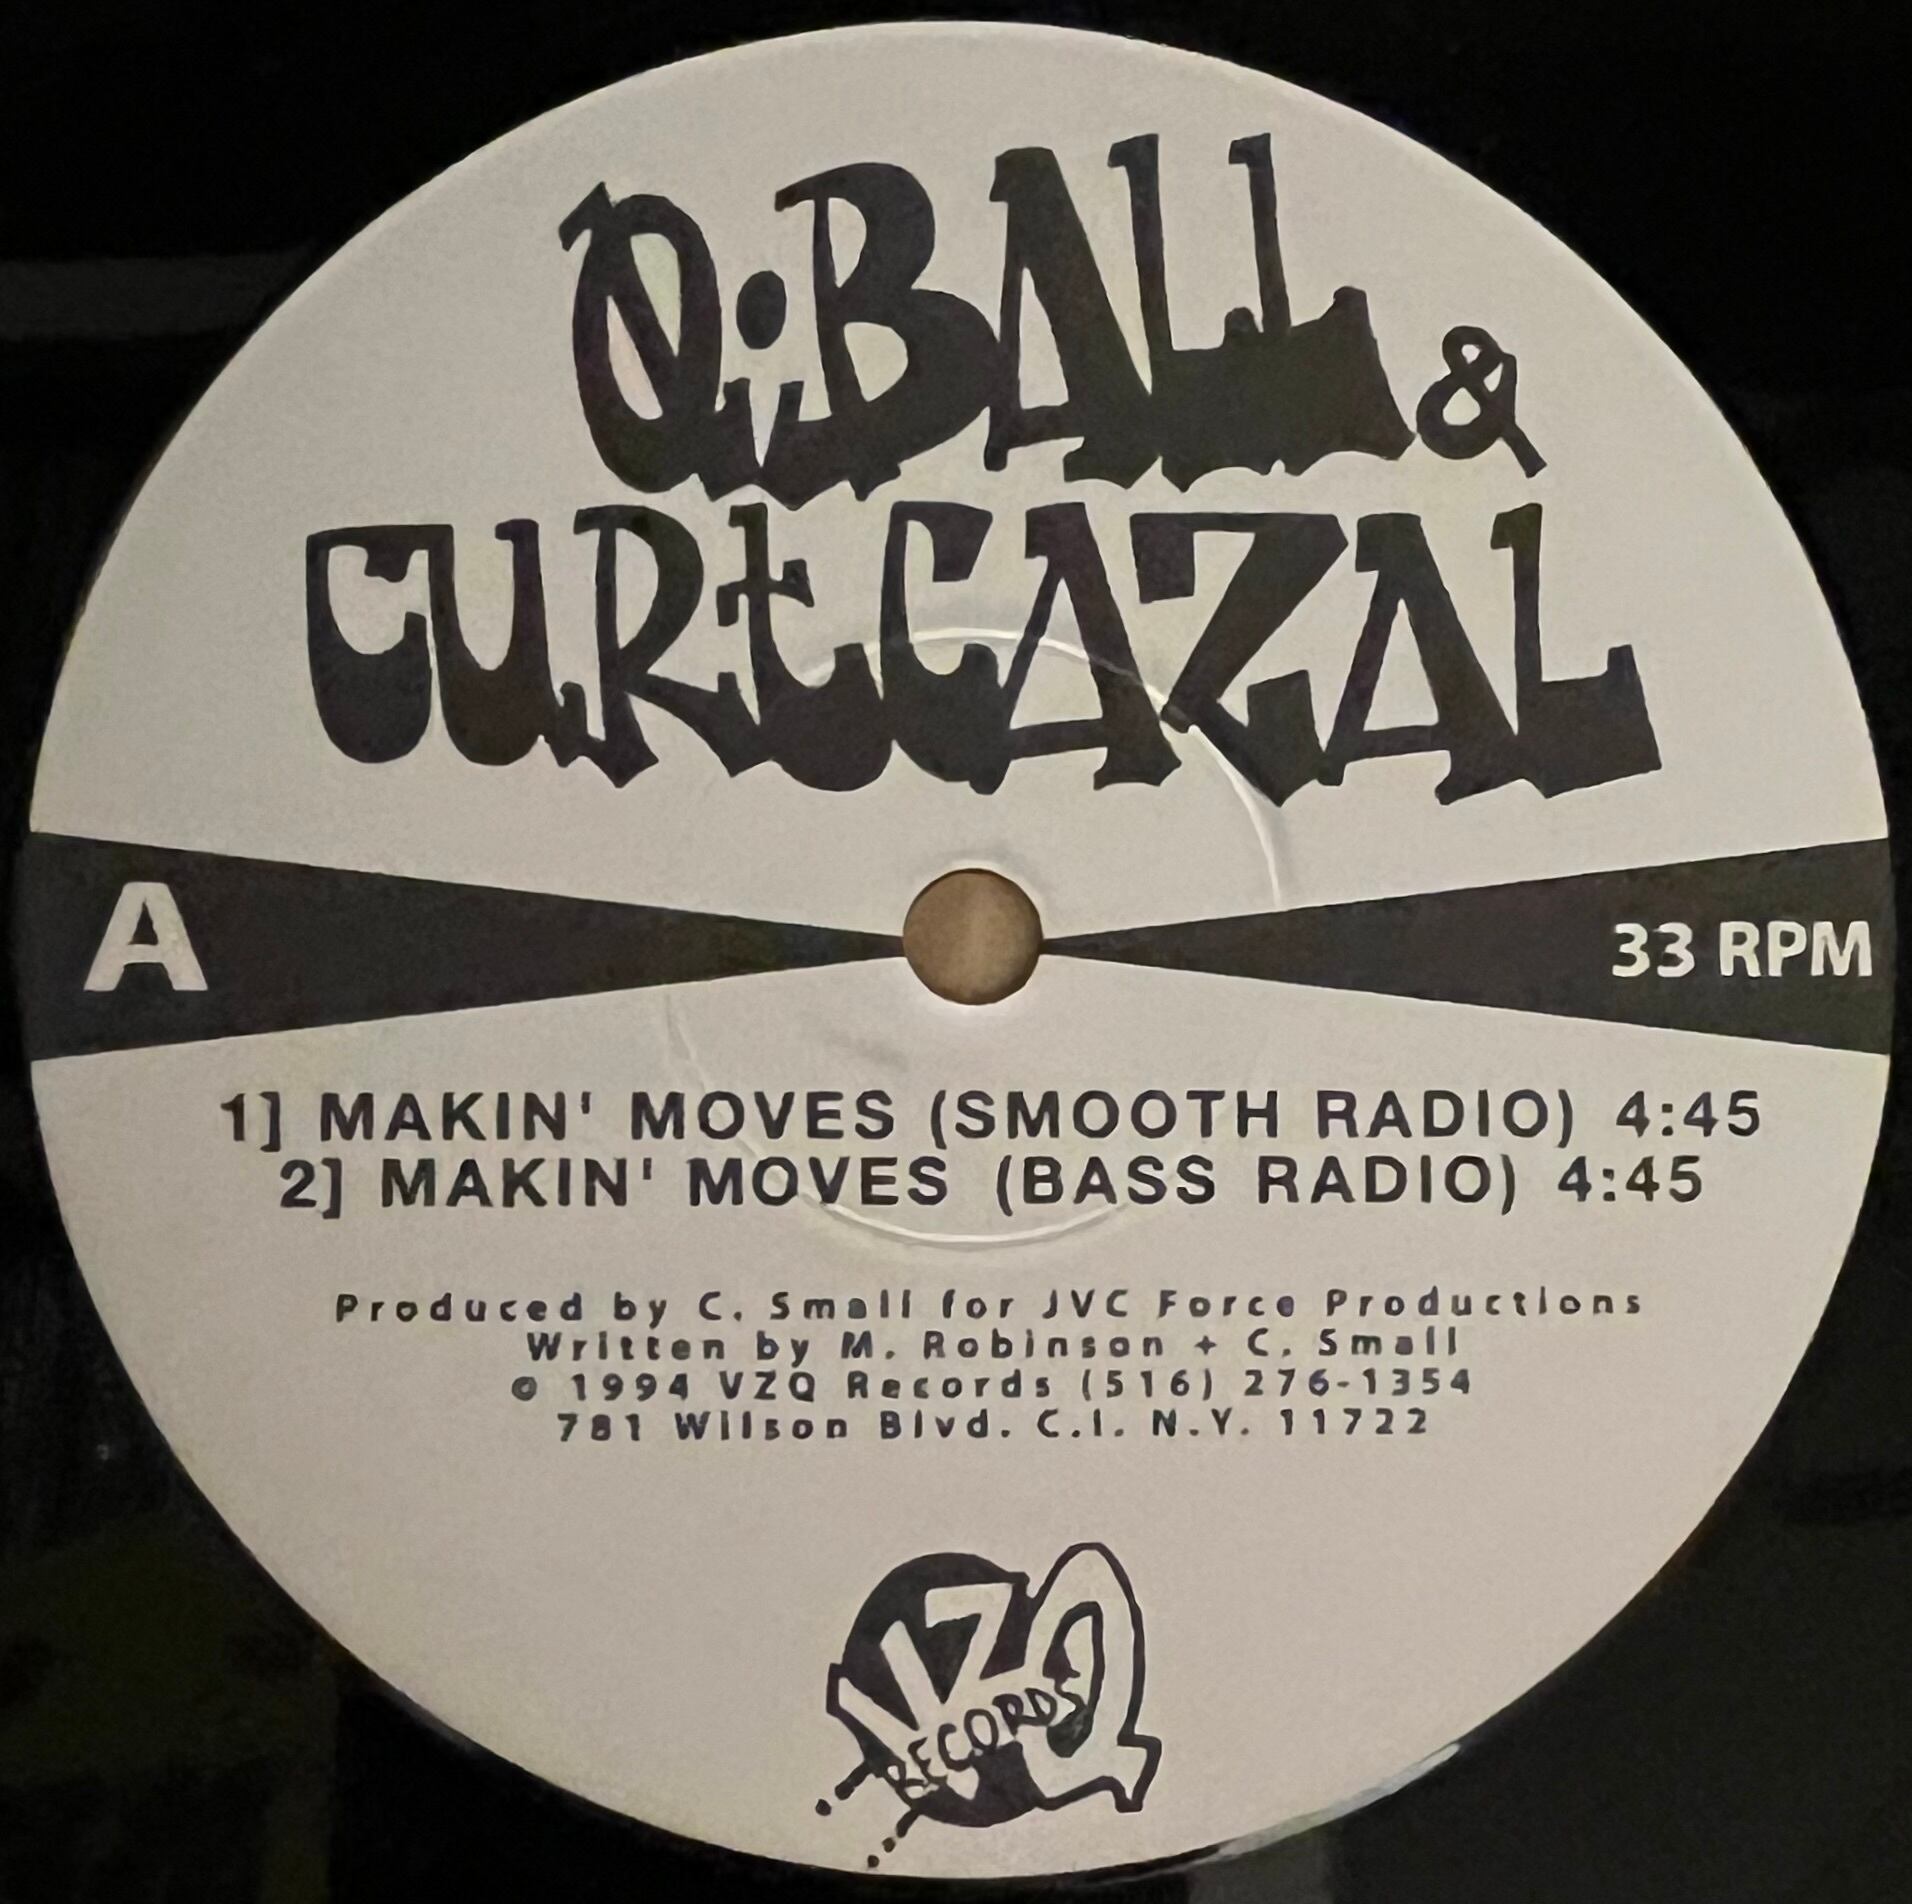 Q-BALL &
CURT CAZAL
A
33 RPM
1] MAKIN' MOVES (SMOOTH RADIO) 4:45
2] MAKIN' MOVES (BASS RADIO) 4:45
Produced by C. Small for JVC Force Productions
Written by M. Robinson + C. Small
© 1994 VZQ Records (516) 276-1354
781 Wilson Blvd. C.I. N.Y. 11722
VZQ
RECORDS